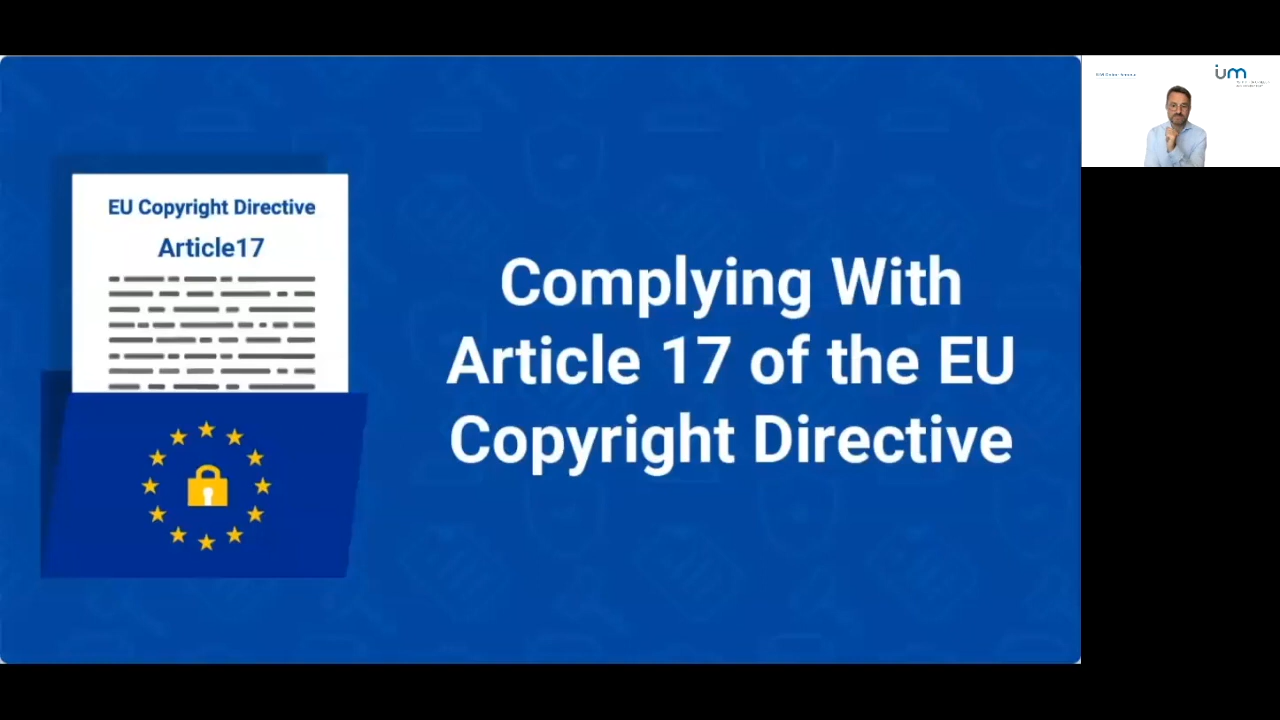 EU Copyright Directive
Article17
Complying With
Article 17 of the EU
Copyright Directive
ium